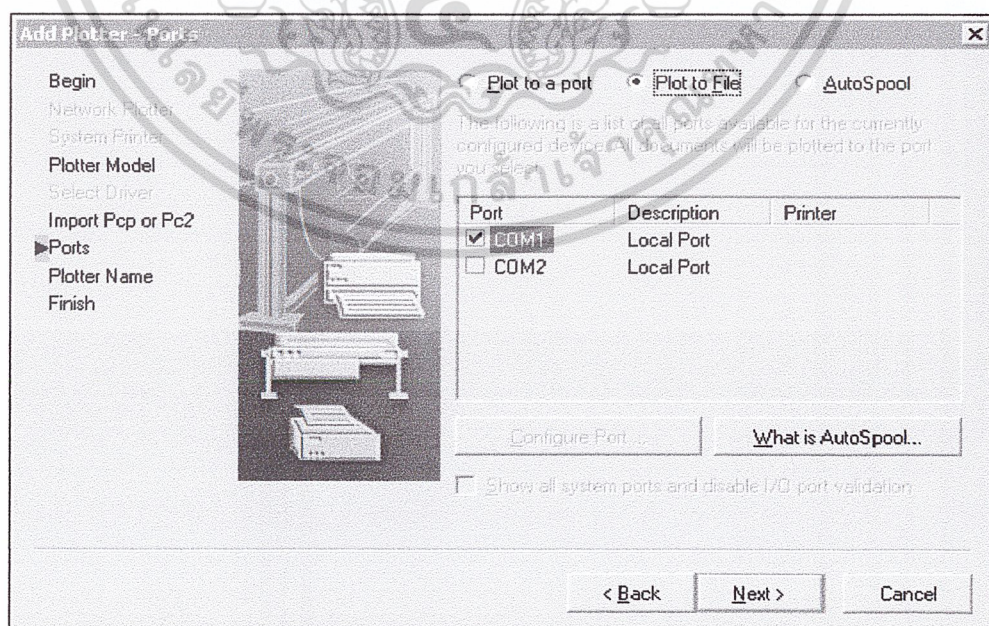 Add Plotter - Ports
Begin
Network Plotter
System Printer
Plotter Model
Select Driver
Import Pcp or Pc2
Ports
Plotter Name
Finish
Plot to a port
Plot to File
AutoSpool
The following is a list of all ports available for the currently
configured device. All documents will be plotted to the port
you select.
Port Description Printer
COM1 Local Port
COM2 Local Port
Configure Port ...
What is AutoSpool...
Show all system ports and disable I/O port validation
< Back
Next >
Cancel